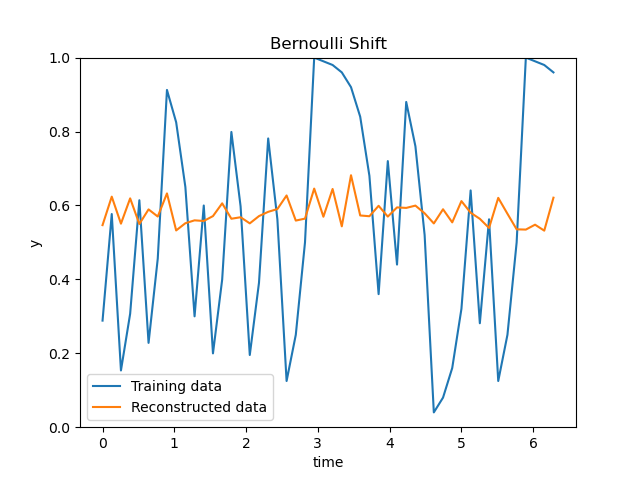 Bernoulli Shift
1.0
0.8
0.6
0.4
0.2
0.0
y
Training data
Reconstructed data
0 1 2 3 4 5 6
time